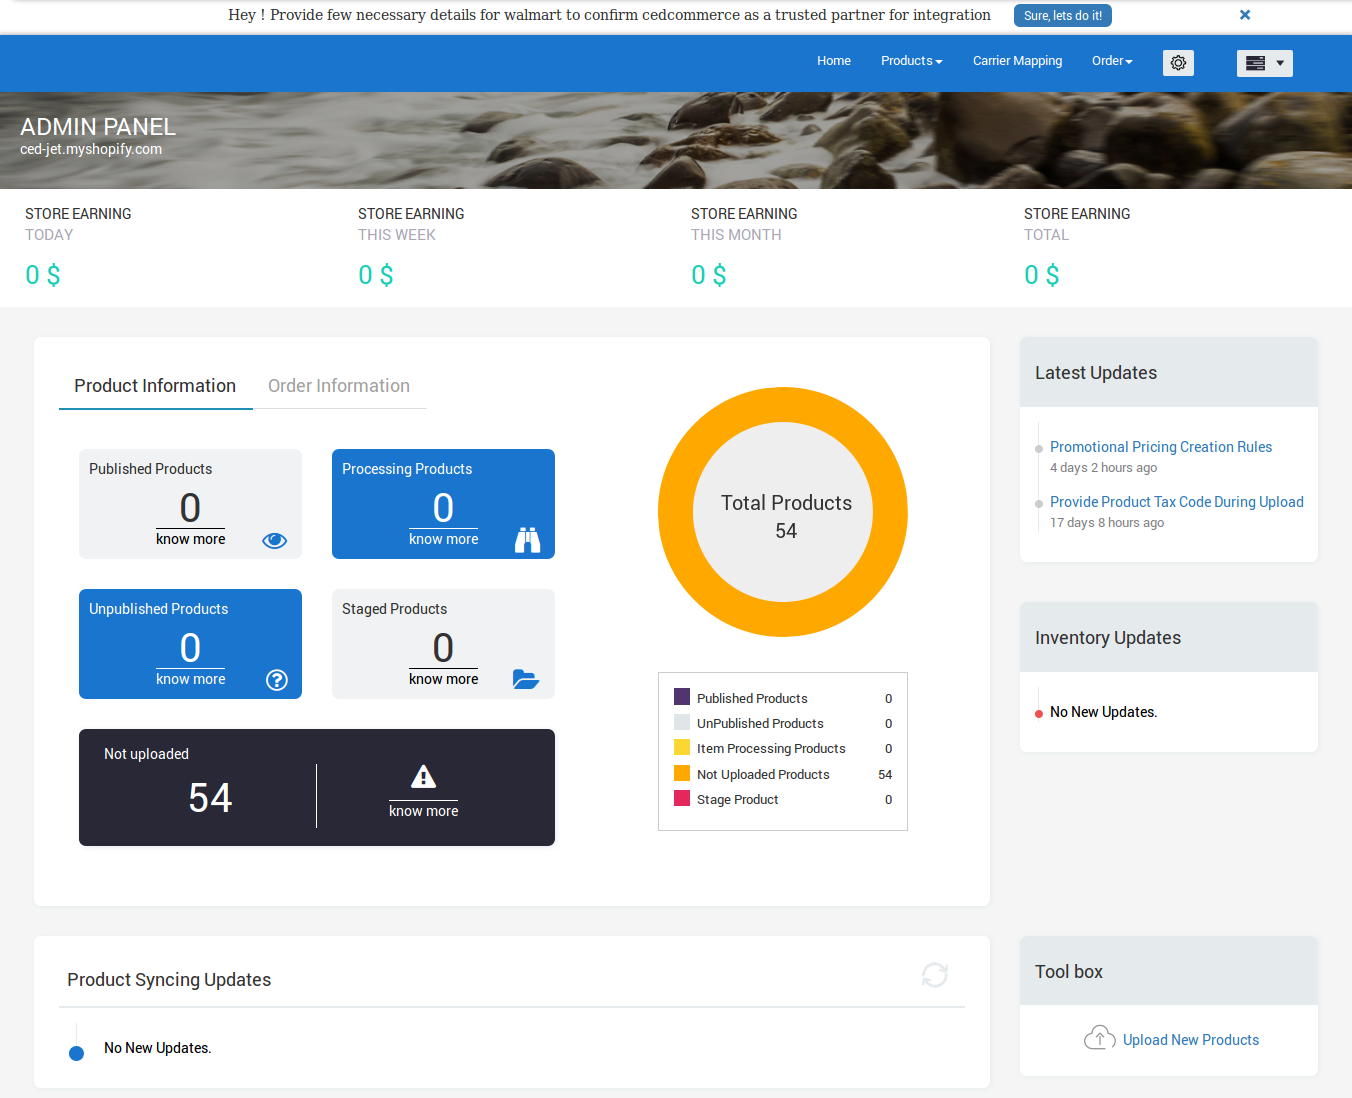 Hey ! Provide few necessary details for walmart to confirm cedcommerce as a trusted partner for integration Sure, lets do it!
Home Products Carrier Mapping Order
ADMIN PANEL
ced-jet.myshopify.com
STORE EARNING
TODAY
0 $
STORE EARNING
THIS WEEK
0 $
STORE EARNING
THIS MONTH
0 $
STORE EARNING
TOTAL
0 $
Product Information Order Information
Published Products
0
know more
Processing Products
0
know more
Unpublished Products
0
know more
Staged Products
0
know more
Not uploaded
54
know more
Total Products
54
Published Products 0
UnPublished Products 0
Item Processing Products 0
Not Uploaded Products 54
Stage Product 0
Latest Updates
Promotional Pricing Creation Rules
4 days 2 hours ago
Provide Product Tax Code During Upload
17 days 8 hours ago
Inventory Updates
No New Updates.
Product Syncing Updates
No New Updates.
Tool box
Upload New Products